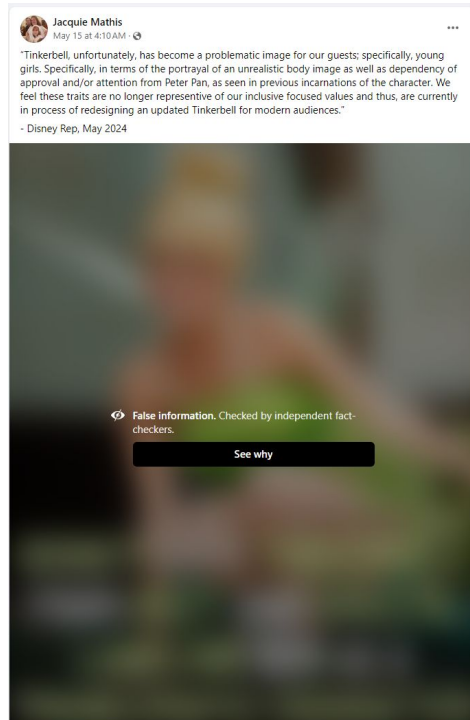 Jacquie Mathis
May 15 at 4:10 AM ·
"Tinkerbell, unfortunately, has become a problematic image for our guests; specifically, young
girls. Specifically, in terms of the portrayal of an unrealistic body image as well as dependency of
approval and/or attention from Peter Pan, as seen in previous incarnations of the character. We
feel these traits are no longer representative of our inclusive focused values and thus, are currently
in process of redesigning an updated Tinkerbell for modern audiences."
- Disney Rep, May 2024
False information. Checked by independent fact-
checkers.
See why